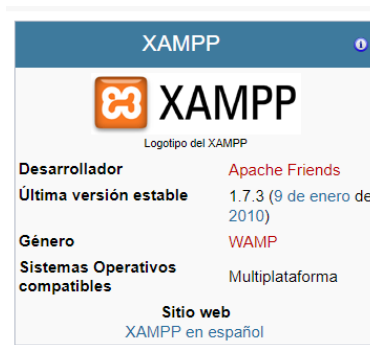 XAMPP
XAMPP
Logotipo del XAMPP
Desarrollador Apache Friends
Última versión estable 1.7.3 (9 de enero de
2010)
Género WAMP
Sistemas Operativos
compatibles Multiplataforma
Sitio web
XAMPP en español